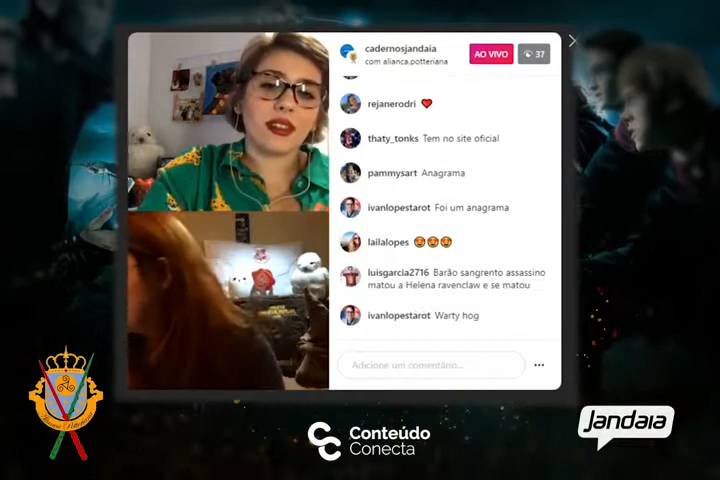 cadernosjandaia
com alianca.potteriana
AO VIVO
37
rejanerodri ❤
thaty_tonks Tem no site oficial
pammysart Anagrama
ivanlopestarot Foi um anagrama
lailalopes 🥰🥰🥰
luisgarcia2716 Barão sangrento assassino
matou a Helena ravenclaw e se matou
ivanlopestarot Warty hog
Adicione um comentário...
Conteúdo
Conecta
Jandaia